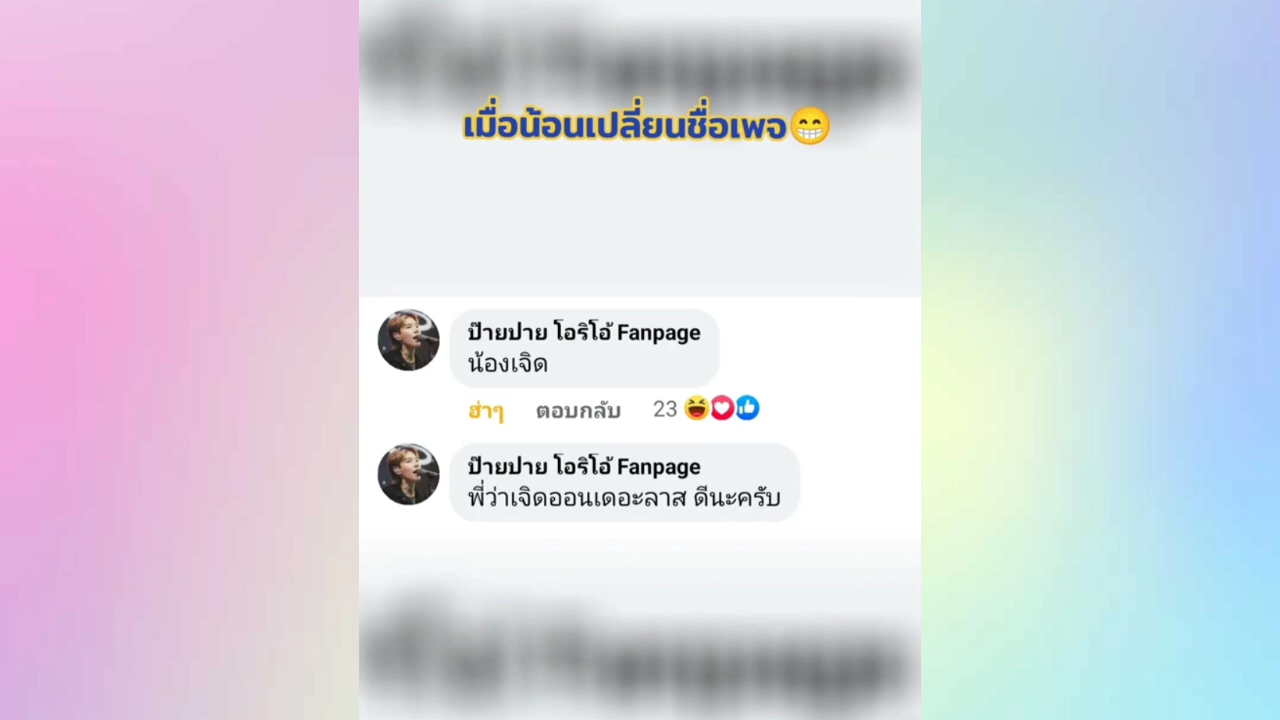 เมื่อน้อนเปลี่ยนชื่อเพจ😁
ป๊ายปาย โอริโอ้ Fanpage
น้องเจิด
ฮ่าๆ ตอบกลับ 23
ป๊ายปาย โอริโอ้ Fanpage
พี่ว่าเจิดออนเดอะลาส ดีนะครับ